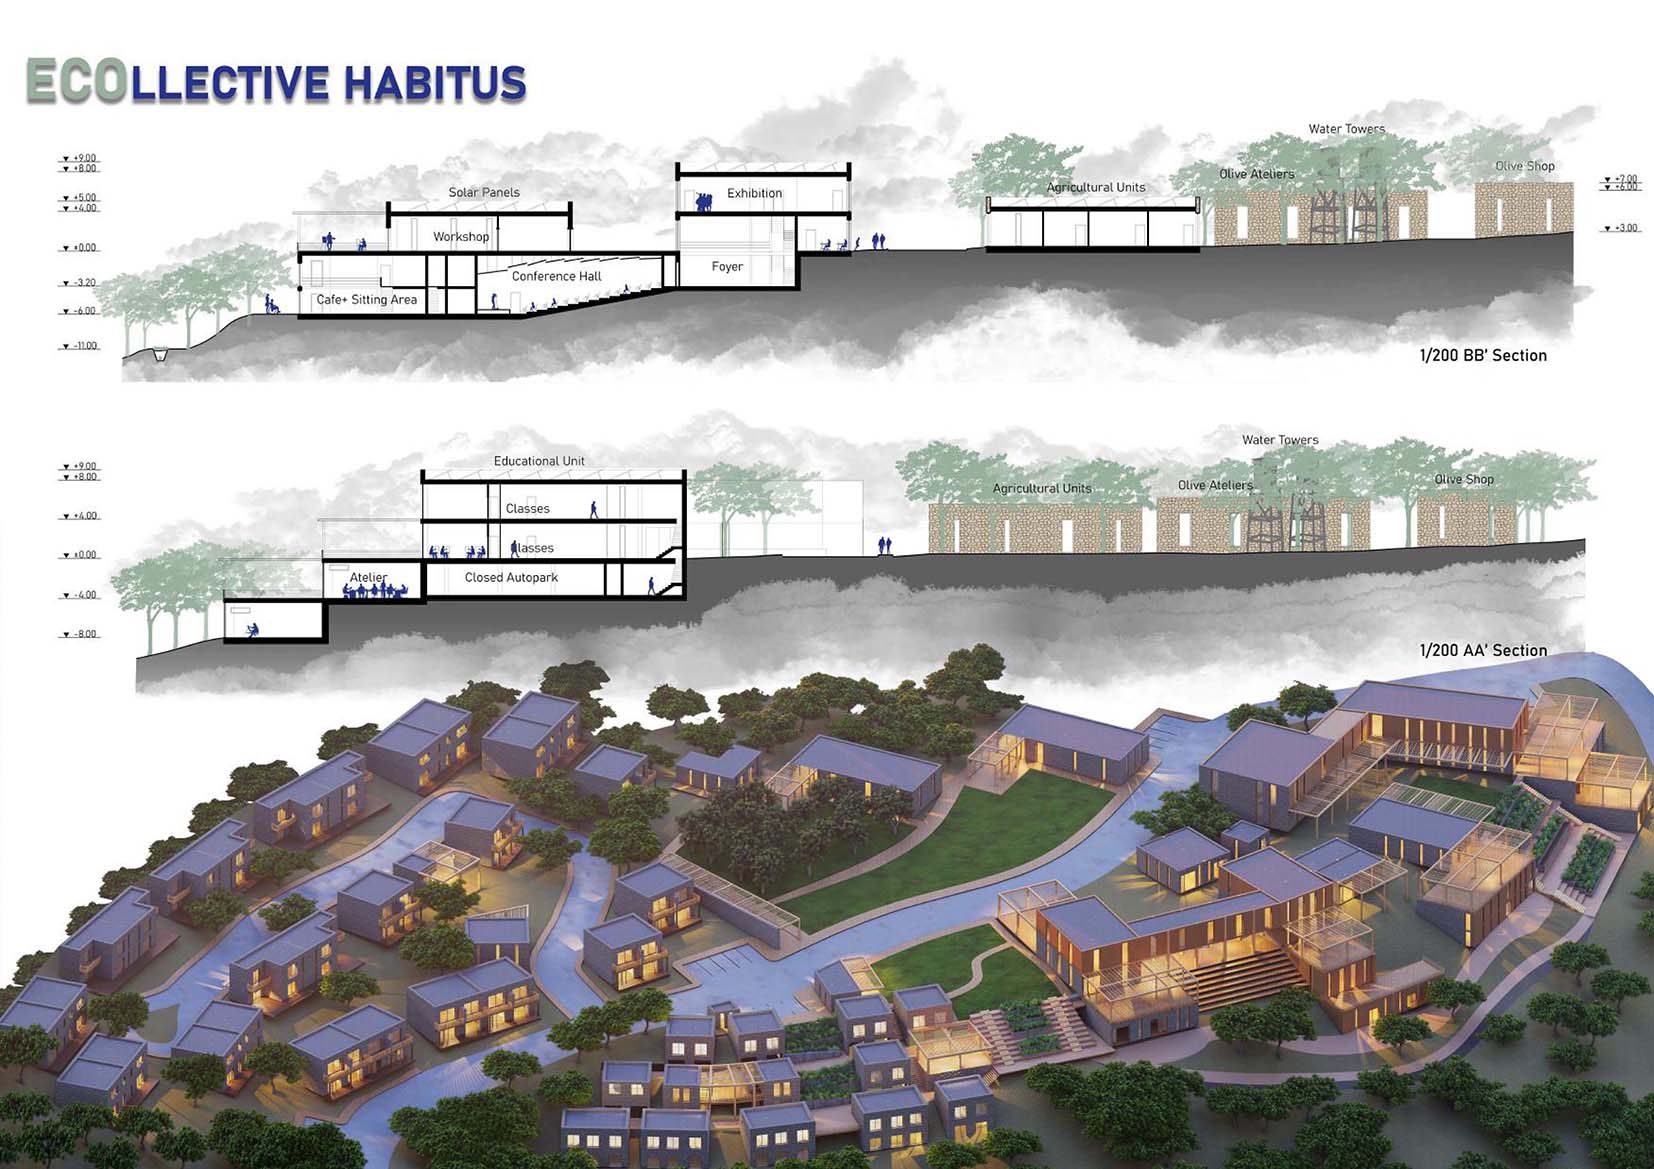 ECOLLECTIVE HABITUS
Water Towers
Olive Shop
Olive Ateliers
Agricultural Units
Solar Panels
Exhibition
Workshop
Foyer
Conference Hall
Cafe+ Sitting Area
+9.00
+8.00
+5.00
+4.00
±0.00
-3.20
-6.00
-11.00
+7.00
+6.00
+3.00
1/200 BB' Section
Water Towers
Educational Unit
Olive Shop
Olive Ateliers
Agricultural Units
Classes
Classes
Atelier
Closed Autopark
+9.00
+8.00
+4.00
±0.00
-4.00
-8.00
1/200 AA' Section